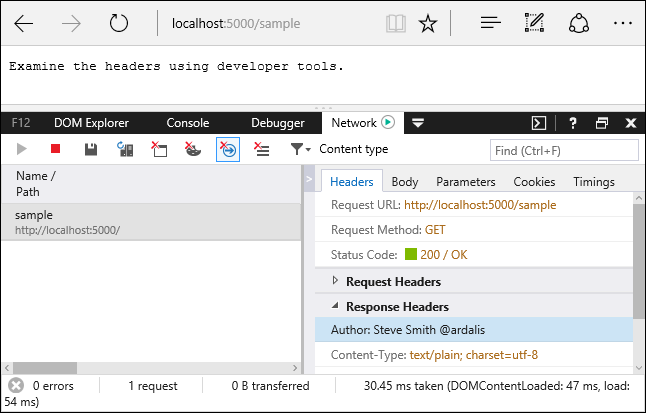 localhost:5000/sample
Examine the headers using developer tools.
F12 DOM Explorer Console Debugger Network ?
Content type Find (Ctrl+F)
Name /
Path
sample
http://localhost:5000/
Headers Body Parameters Cookies Timings
Request URL: http://localhost:5000/sample
Request Method: GET
Status Code: 200 / OK
Request Headers
Response Headers
Author: Steve Smith @ardalis
Content-Type: text/plain; charset=utf-8
0 errors 1 request 0 B transferred 30.45 ms taken (DOMContentLoaded: 47 ms, load:
54 ms)